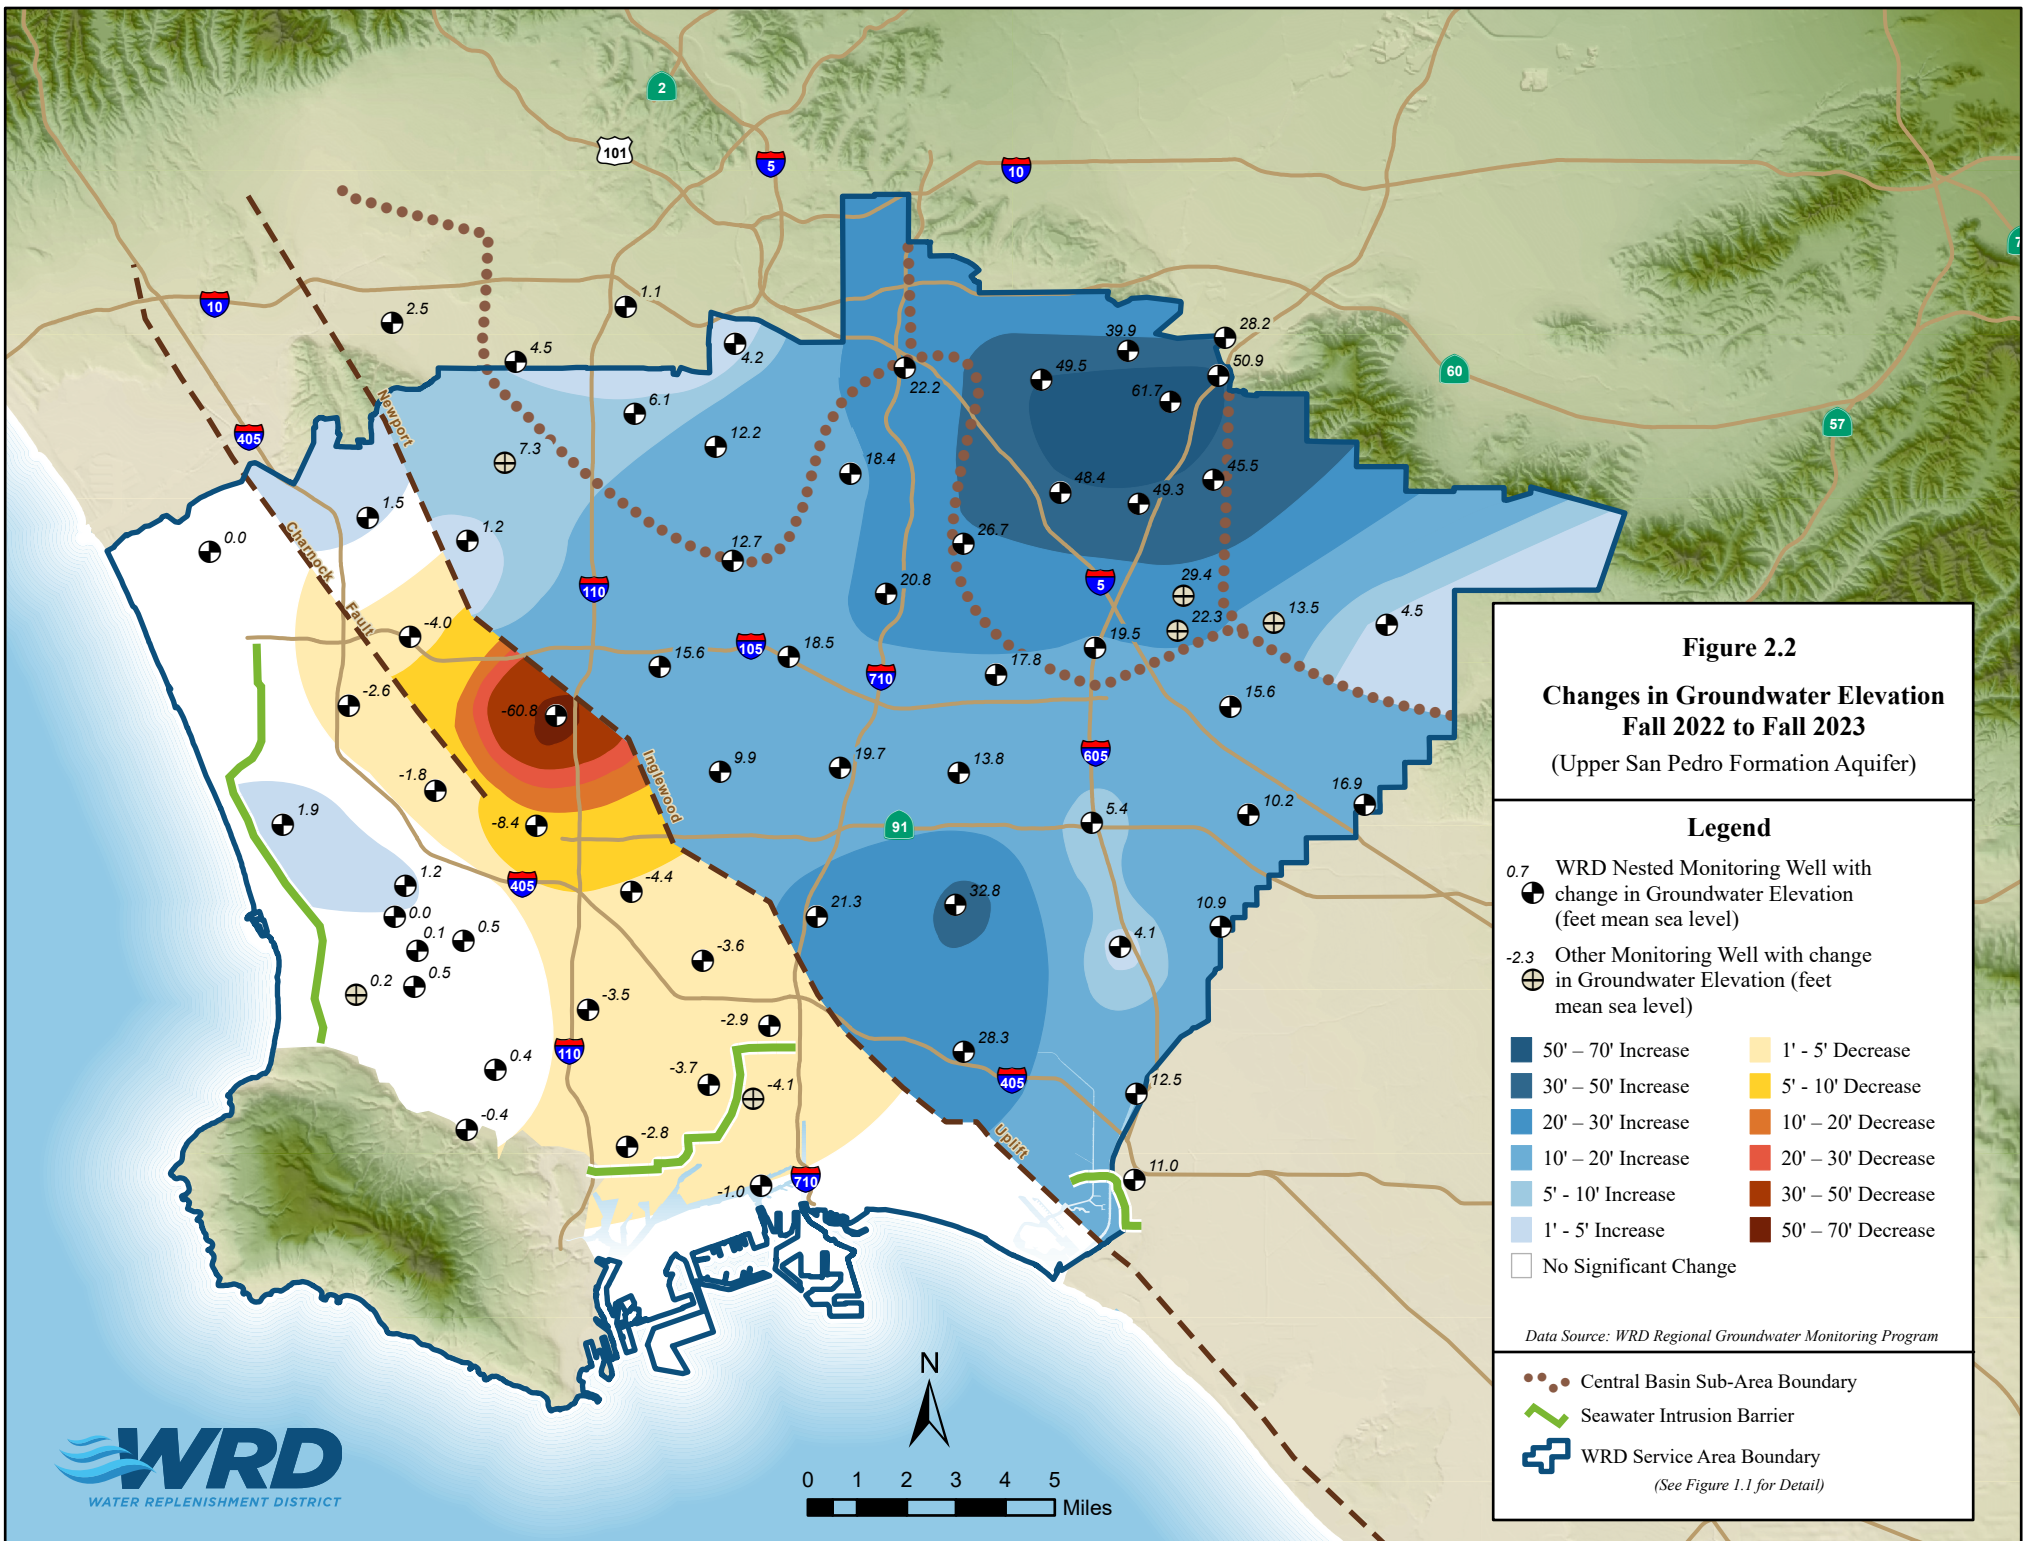 2
101
5
10
7
10
2.5
1.1
4.5
4.2
39.9
28.2
49.5
50.9
60
61.7
22.2
Newport
6.1
57
405
12.2
7.3
18.4
45.5
48.4
49.3
1.5
1.2
0.0
Charnock
12.7
26.7
110
20.8
5
29.4
Fault
-4.0
22.3
13.5
4.5
105
18.5
19.5
15.6
710
17.8
-2.6
15.6
-60.8
Inglewood
9.9
19.7
13.8
605
-1.8
16.9
1.9
5.4
10.2
-8.4
91
1.2
405
-4.4
32.8
21.3
10.9
0.0
0.1
0.5
4.1
-3.6
0.2
0.5
-3.5
-2.9
28.3
110
0.4
-3.7
-4.1
405
12.5
-0.4
-2.8
Uplift
11.0
-1.0
710
Figure 2.2
Changes in Groundwater Elevation
Fall 2022 to Fall 2023
(Upper San Pedro Formation Aquifer)
Legend
0.7
WRD Nested Monitoring Well with
change in Groundwater Elevation
(feet mean sea level)
-2.3
Other Monitoring Well with change
in Groundwater Elevation (feet
mean sea level)
50' – 70' Increase
30' – 50' Increase
20' – 30' Increase
10' – 20' Increase
5' - 10' Increase
1' - 5' Increase
No Significant Change
1' - 5' Decrease
5' - 10' Decrease
10' – 20' Decrease
20' – 30' Decrease
30' – 50' Decrease
50' – 70' Decrease
Data Source: WRD Regional Groundwater Monitoring Program
Central Basin Sub-Area Boundary
Seawater Intrusion Barrier
WRD Service Area Boundary
(See Figure 1.1 for Detail)
N
0 1 2 3 4 5
Miles
WRD
WATER REPLENISHMENT DISTRICT